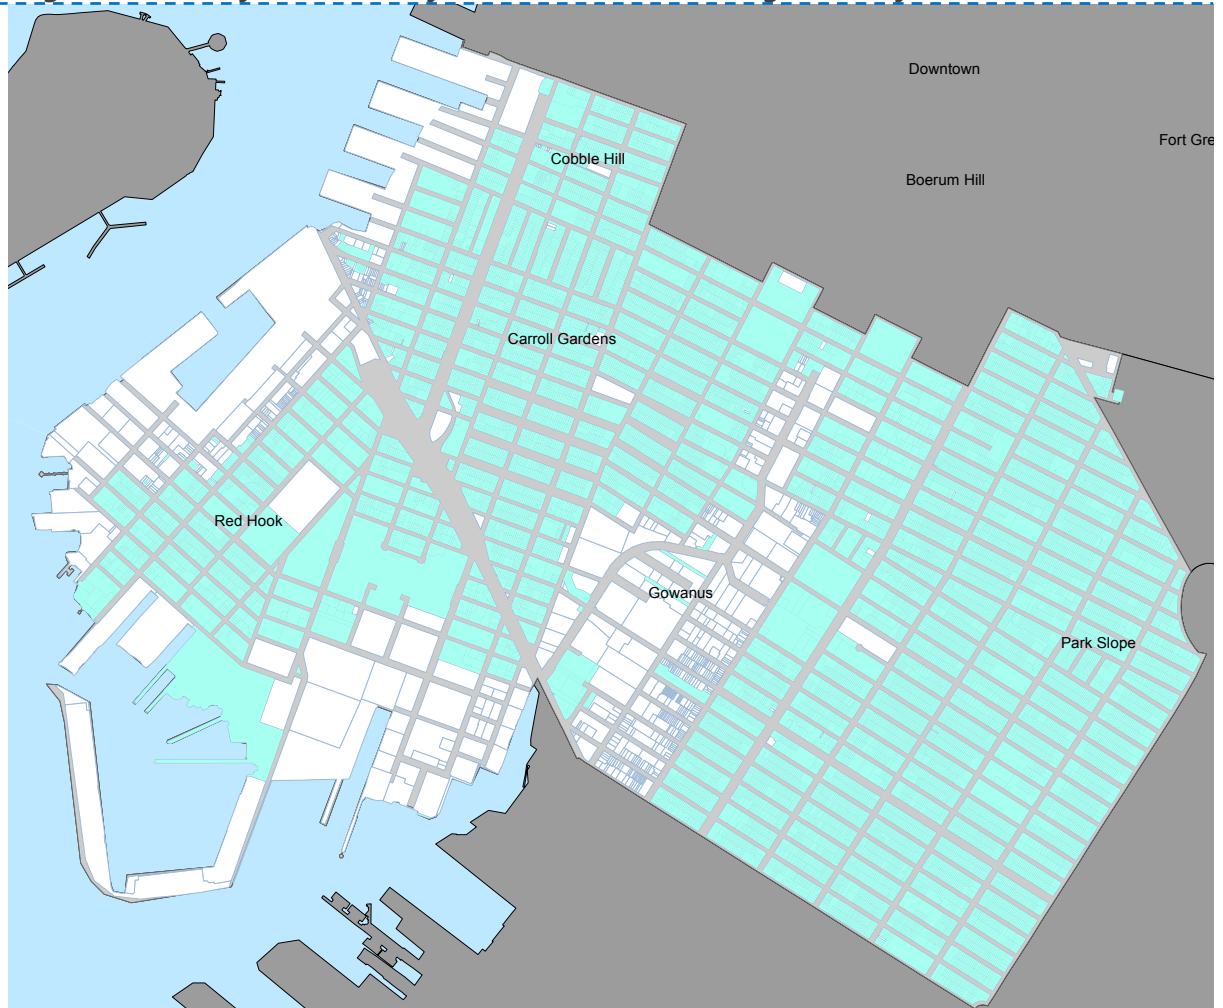 Downtown
Fort Gre
Cobble Hill
Boerum Hill
Carroll Gardens
Red Hook
Gowanus
Park Slope